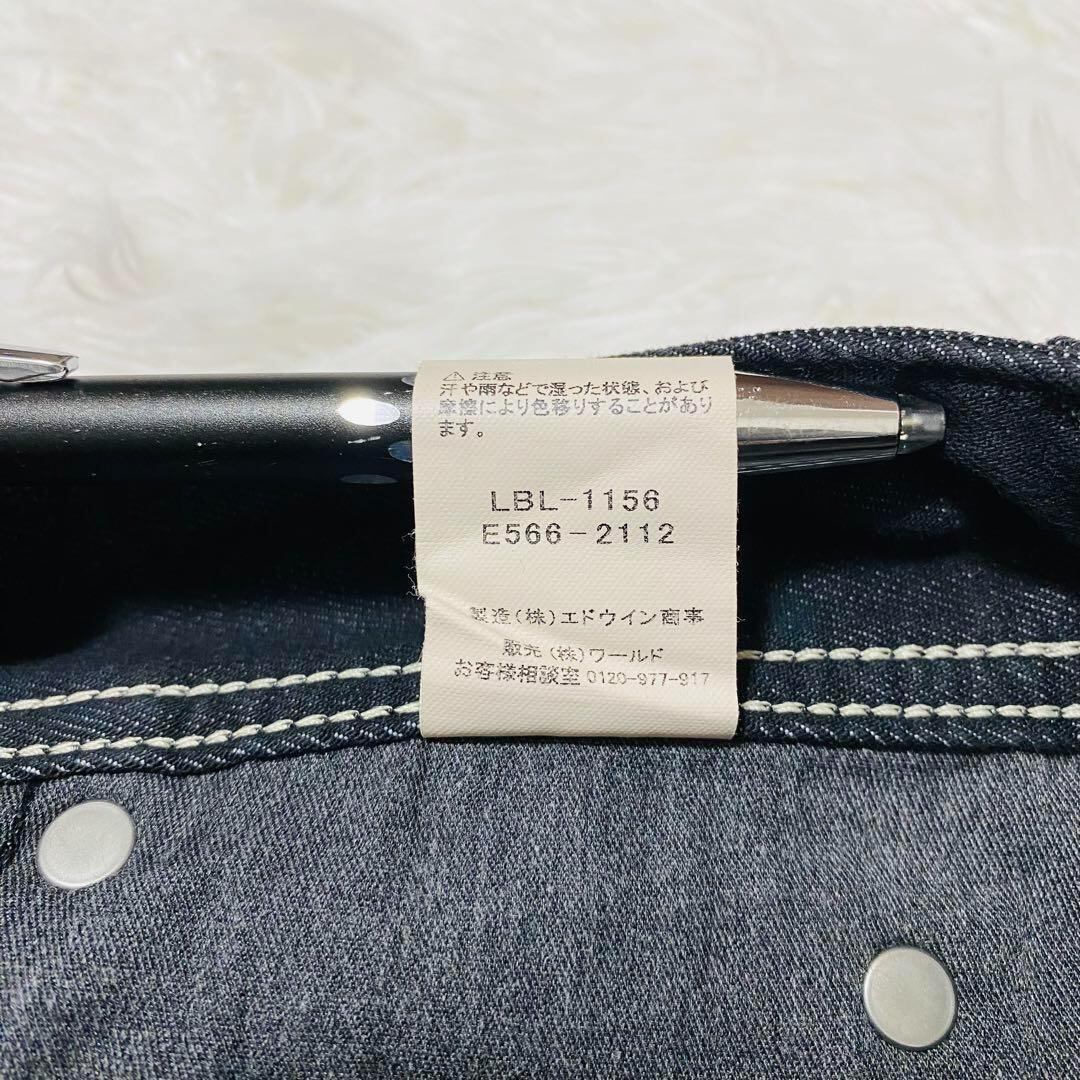 ⚠ 注意
汗や雨などで湿った状態、および
摩擦により色移りすることがあり
ます。
LBL-1156
E566-2112
製造(株)エドウイン商事
販売(株)ワールド
お客様相談室 0120-977-917